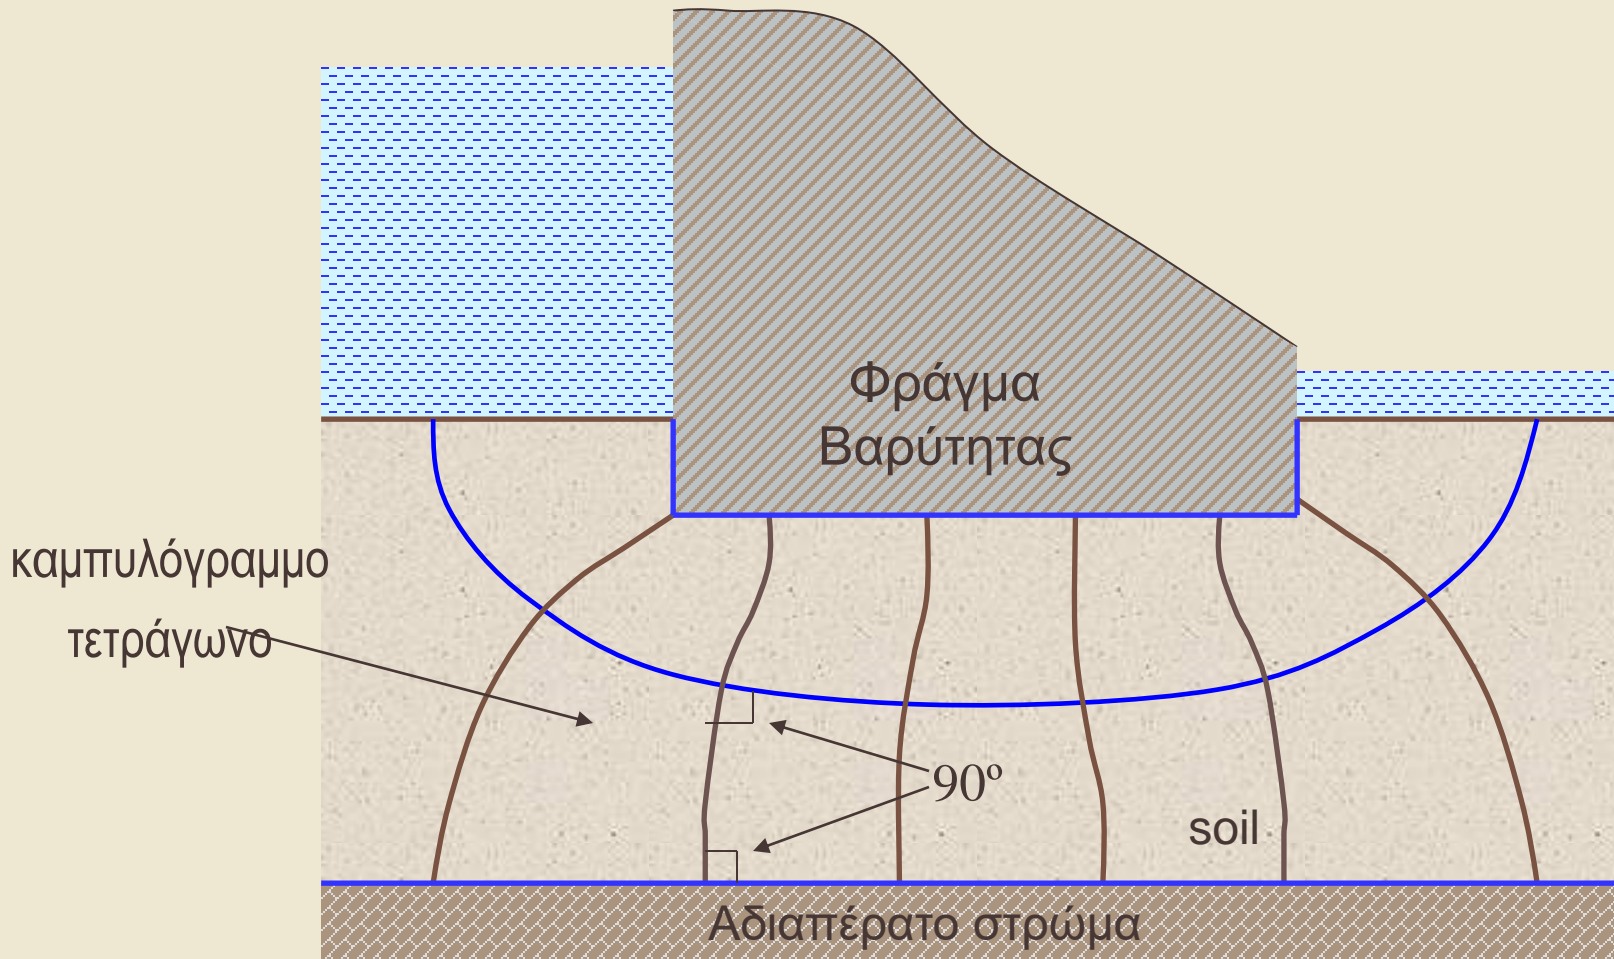 Φράγμα
Βαρύτητας
καμπυλόγραμμο
τετράγωνο
90º
soil
Αδιαπέρατο στρώμα